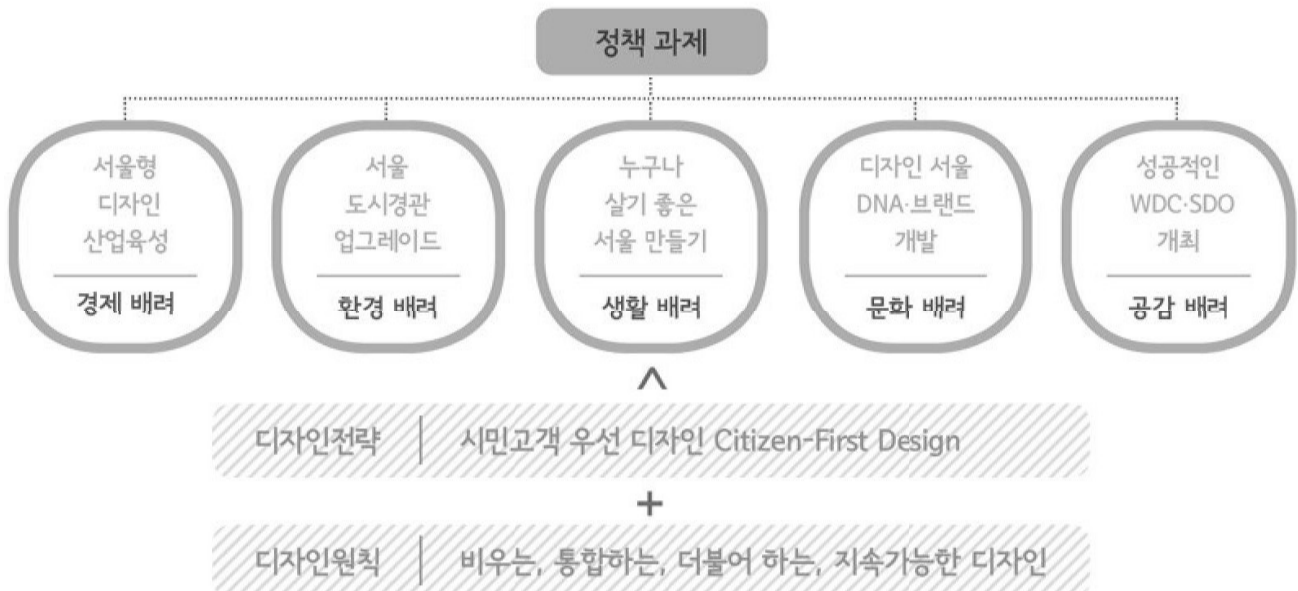 정책 과제
서울형
디자인
산업육성
경제 배려
서울
도시경관
업그레이드
환경 배려
누구나
살기 좋은
서울 만들기
생활 배려
디자인 서울
DNA·브랜드
개발
문화 배려
성공적인
WDC·SDO
개최
공감 배려
디자인전략 | 시민고객 우선 디자인 Citizen-First Design
+
디자인원칙 | 비우는, 통합하는, 더불어 하는, 지속가능한 디자인